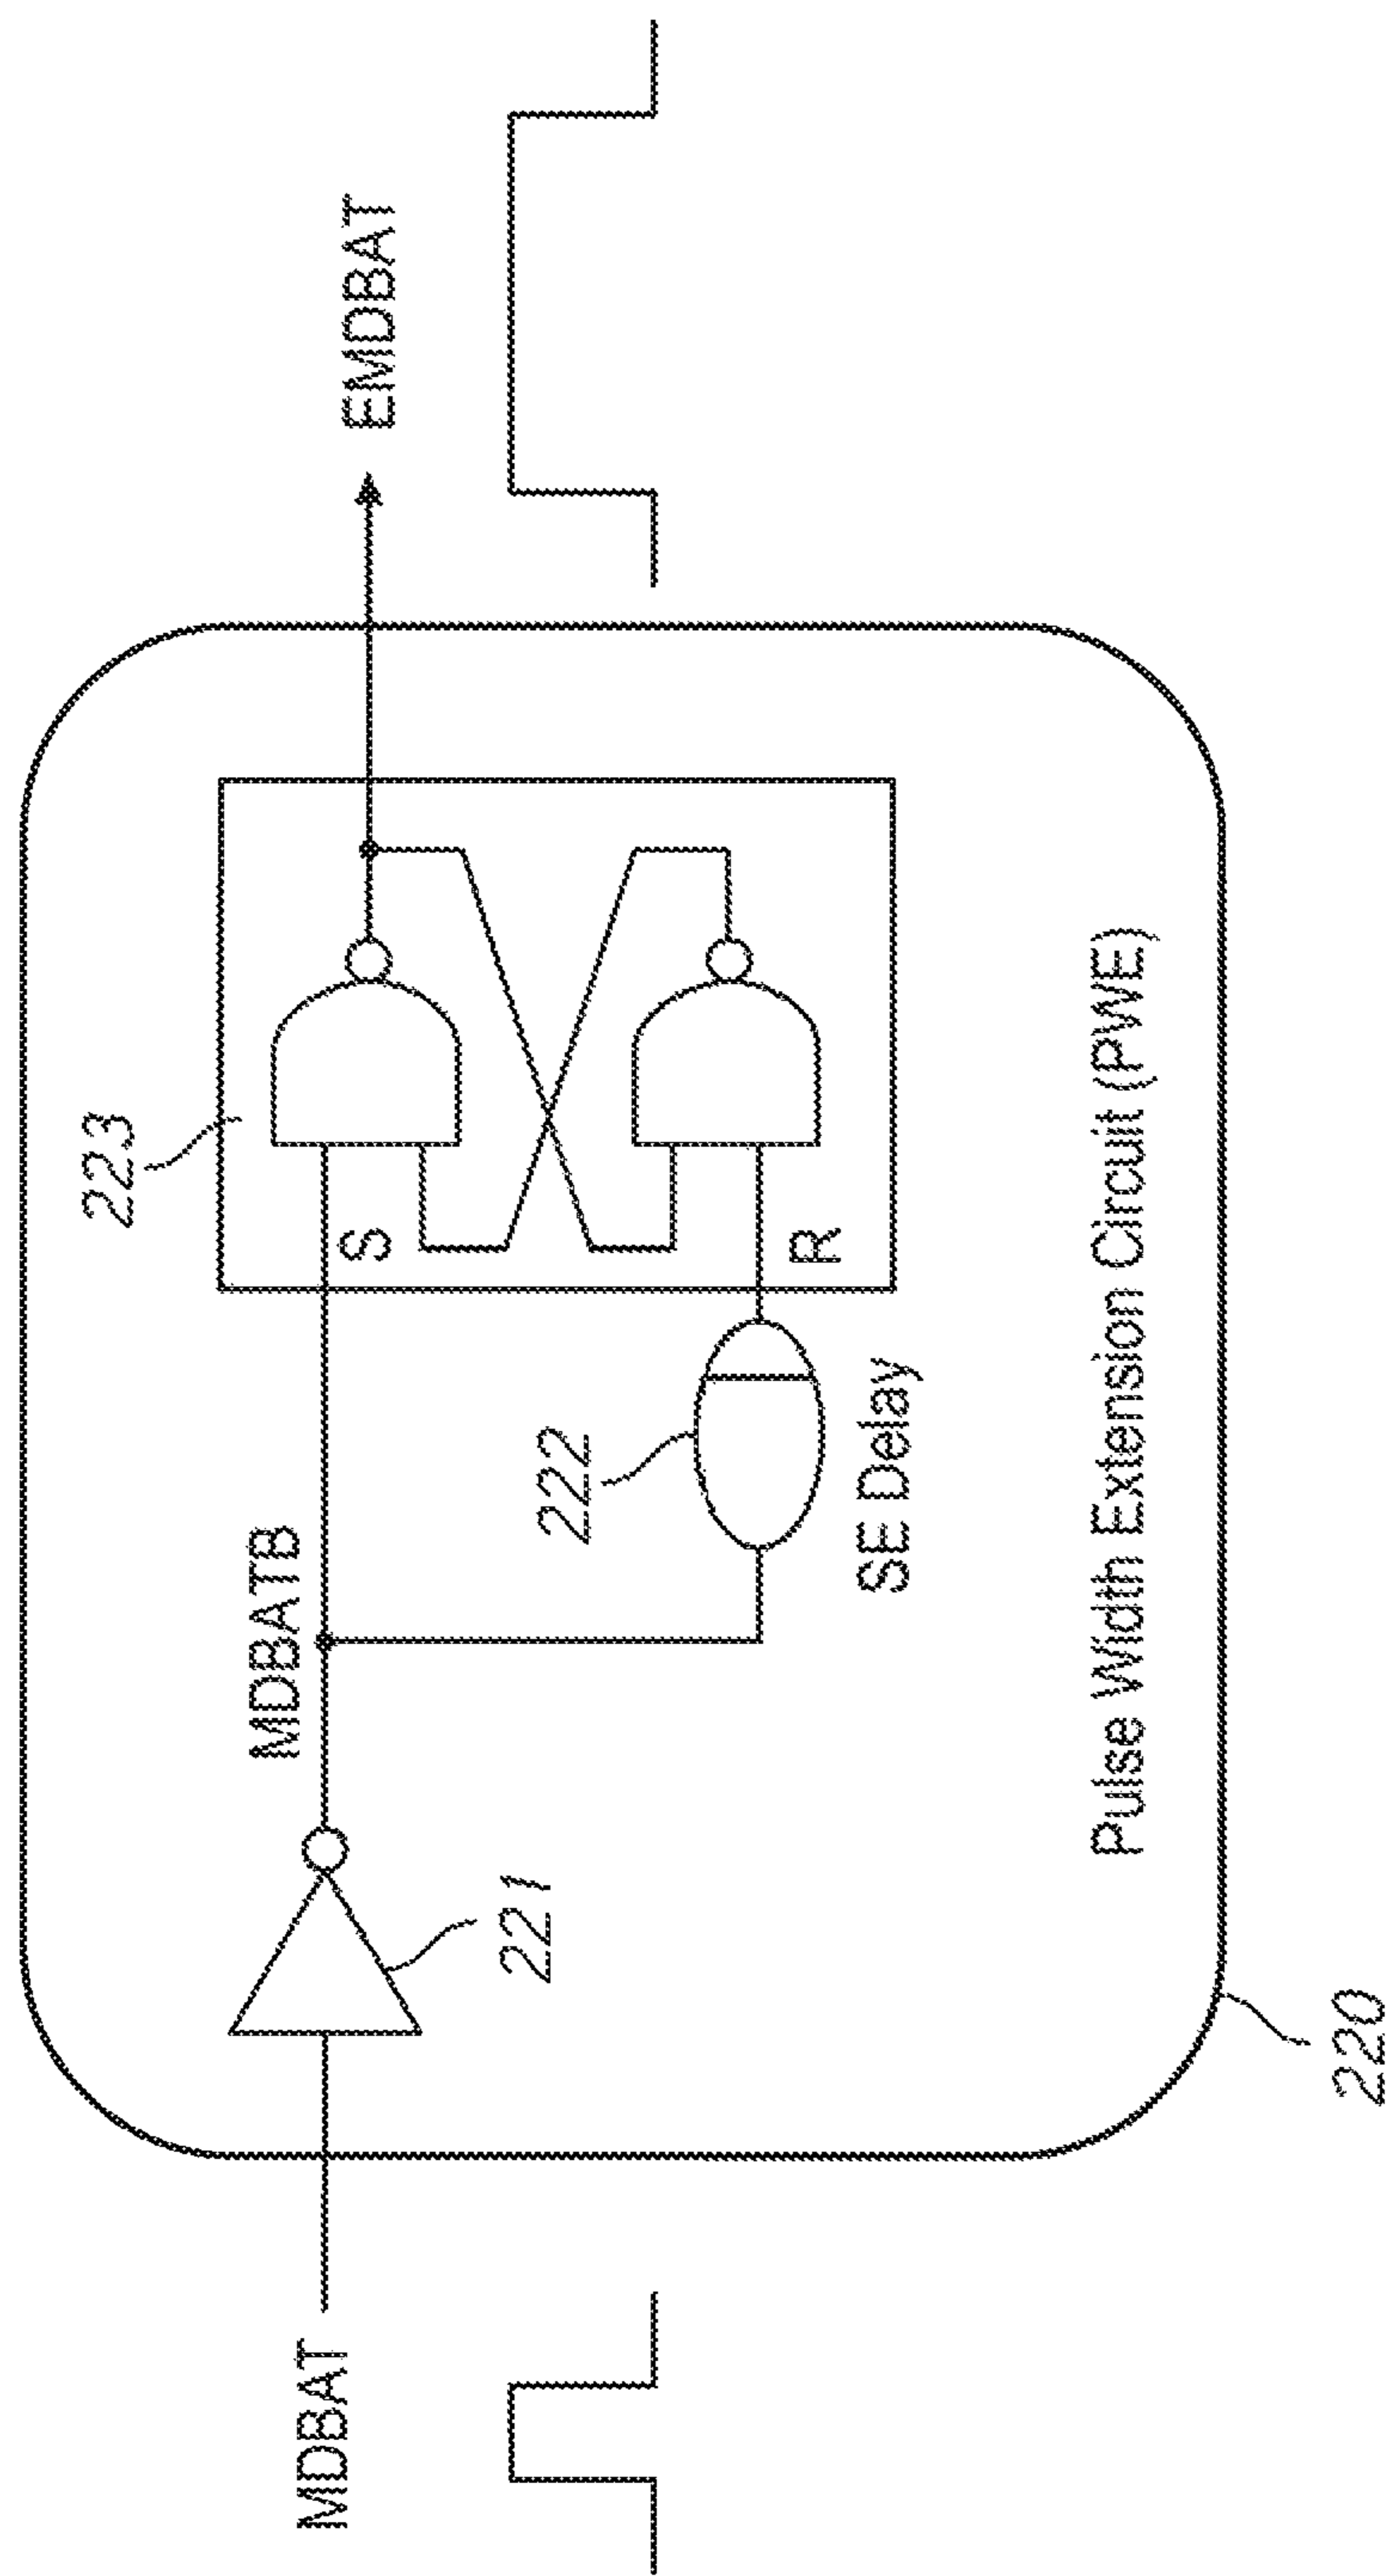 223
MDBATB
S
EMDBAT
MDBAT
221
222
R
SE Delay
Pulse Width Extension Circuit (PWE)
220